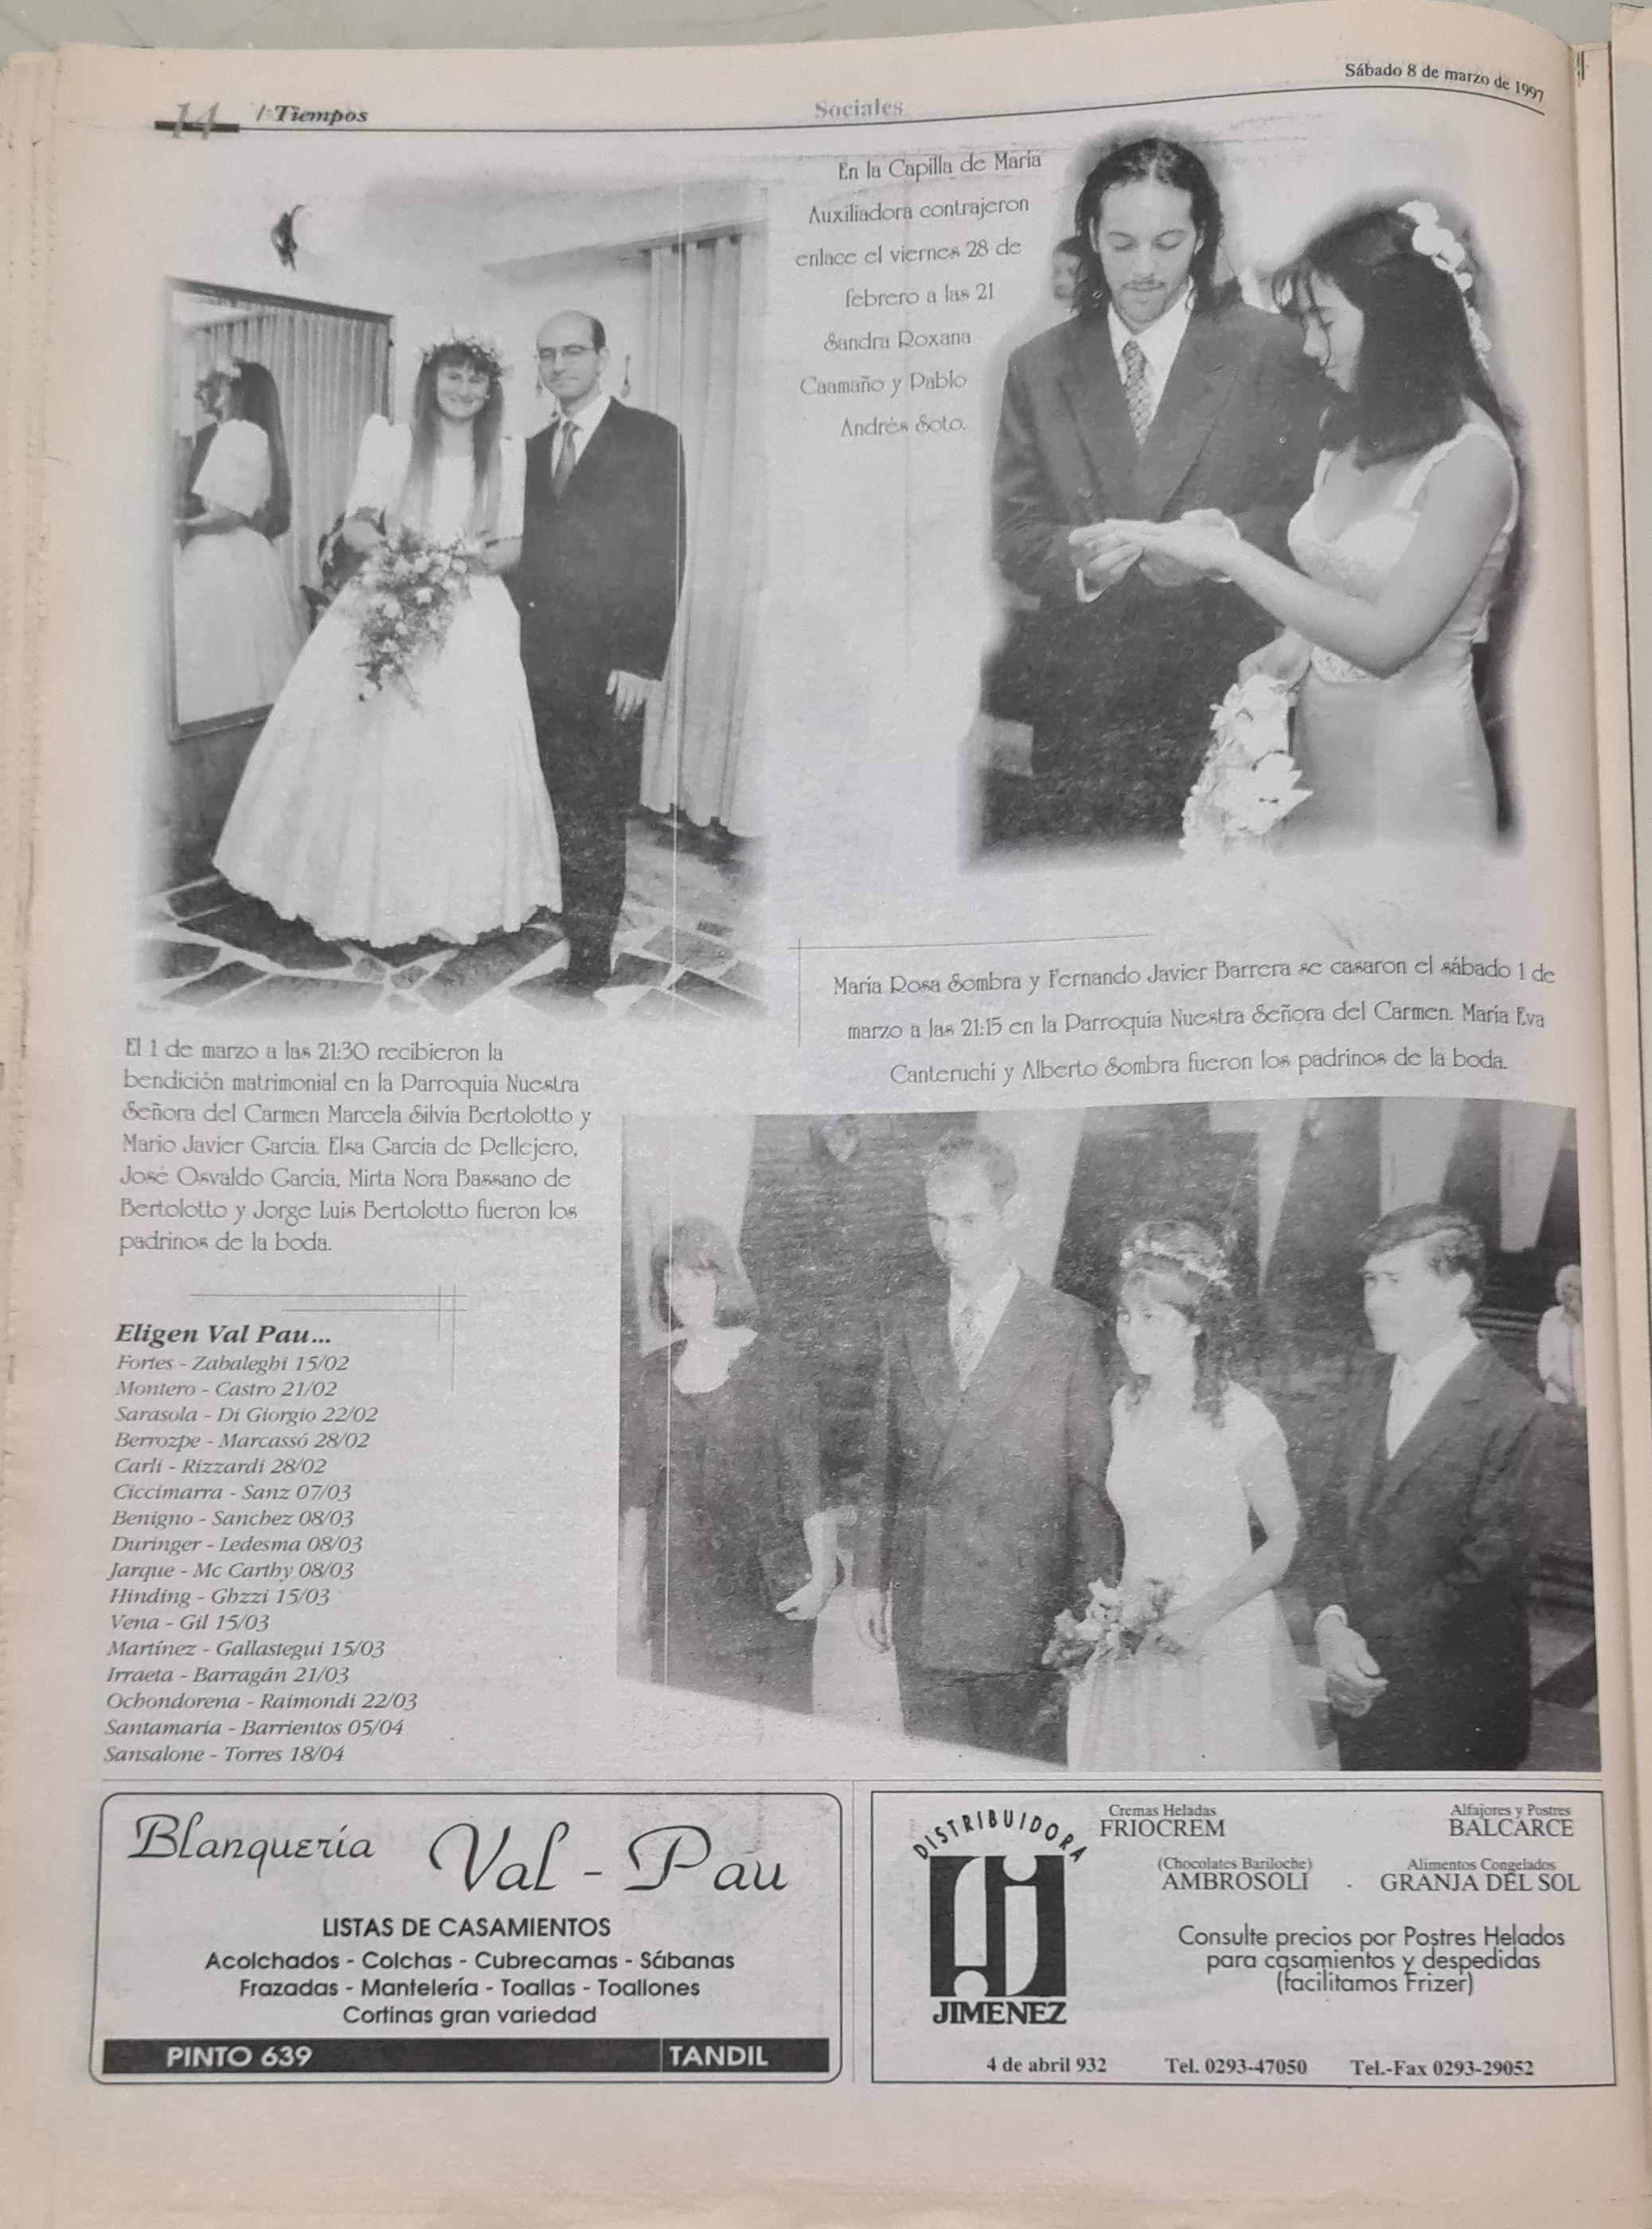 14 / Tiempos
Sociales
Sábado 8 de marzo de 1997
En la Capilla de María
Auxiliadora contrajeron
enlace el viernes 28 de
febrero a las 21
Sandra Roxana
Caamaño y Pablo
Andrés Soto.
María Rosa Sombra y Fernando Javier Barrera se casaron el sábado 1 de
marzo a las 21:15 en la Parroquia Nuestra Señora del Carmen. María Eva
Canteruchi y Alberto Sombra fueron los padrinos de la boda.
El 1 de marzo a las 21:30 recibieron la
bendición matrimonial en la Parroquia Nuestra
Señora del Carmen Marcela Silvia Bertolotto y
Mario Javier García. Elsa García de Pellejero,
José Osvaldo García, Mirta Nora Bassano de
Bertolotto y Jorge Luis Bertolotto fueron los
padrinos de la boda.
Eligen Val Pau...
Fortes - Zabaleghi 15/02
Montero - Castro 21/02
Sarasola - Di Giorgio 22/02
Berrozpe - Marcassó 28/02
Carli - Rizzardi 28/02
Ciccimarra - Sanz 07/03
Benigno - Sanchez 08/03
Duringer - Ledesma 08/03
Jarque - Mc Carthy 08/03
Hinding - Ghzzi 15/03
Vena - Gil 15/03
Martínez - Gallastegui 15/03
Irraeta - Barragán 21/03
Ochondorena - Raimondi 22/03
Santamaria - Barrientos 05/04
Sansalone - Torres 18/04
Blanquería Val - Pau
LISTAS DE CASAMIENTOS
Acolchados - Colchas - Cubrecamas - Sábanas
Frazadas - Mantelería - Toallas - Toallones
Cortinas gran variedad
PINTO 639 TANDIL
DISTRIBUIDORA
JIMENEZ
Cremas Heladas
FRIOCREM
Alfajores y Postres
BALCARCE
(Chocolates Bariloche)
AMBROSOLI -
Alimentos Congelados
GRANJA DEL SOL
Consulte precios por Postres Helados
para casamientos y despedidas
(facilitamos Frizer)
4 de abril 932 Tel. 0293-47050 Tel.-Fax 0293-29052